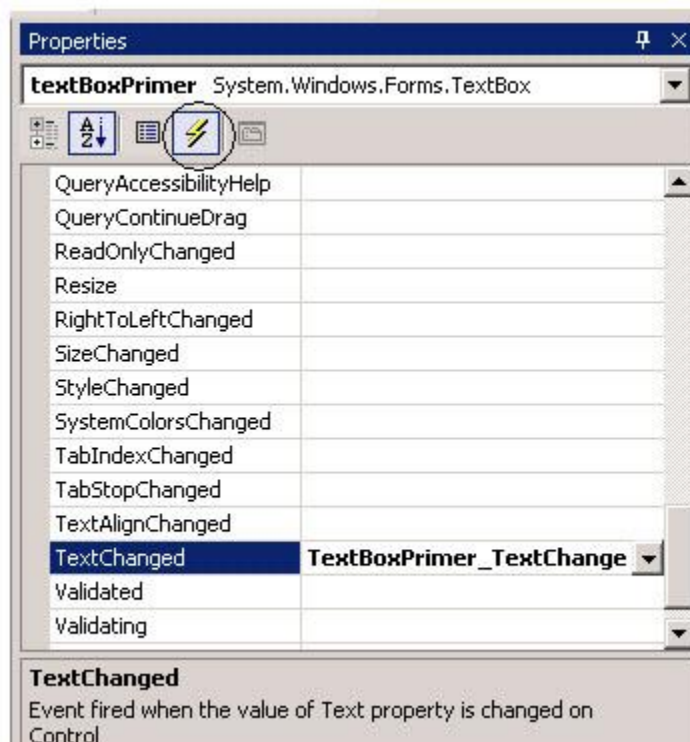 Properties
textBoxPrimer System.Windows.Forms.TextBox
A
Z
QueryAccessibilityHelp
QueryContinueDrag
ReadOnlyChanged
Resize
RightToLeftChanged
SizeChanged
StyleChanged
SystemColorsChanged
TabIndexChanged
TabStopChanged
TextAlignChanged
TextChanged TextBoxPrimer_TextChange
Validated
Validating
TextChanged
Event fired when the value of Text property is changed on
Control